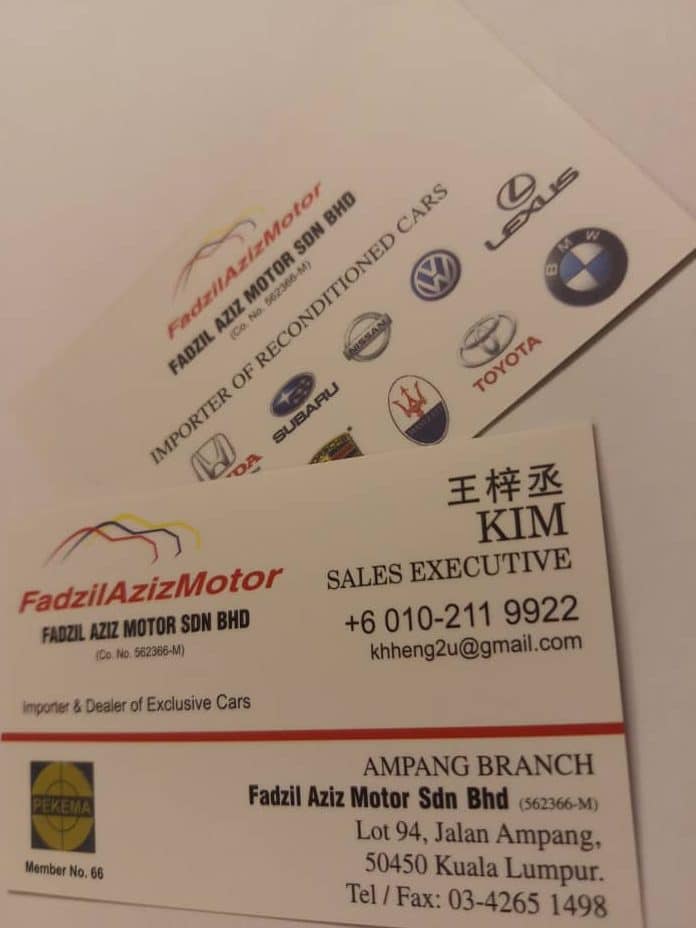 FadzilAzizMotor
FADZIL AZIZ MOTOR SDN BHD
(Co. No. 562366-M)
IMPORTER OF RECONDITIONED CARS
LEXUS
BMW
NISSAN
TOYOTA
SUBARU
MASERATI
FadzilAzizMotor
FADZIL AZIZ MOTOR SDN BHD
(Co. No. 562366-M)
Importer & Dealer of Exclusive Cars
王梓丞
KIM
SALES EXECUTIVE
+6 010-211 9922
khheng2u@gmail.com
PEKEMA
Member No. 66
AMPANG BRANCH
Fadzil Aziz Motor Sdn Bhd (562366-M)
Lot 94, Jalan Ampang,
50450 Kuala Lumpur.
Tel / Fax: 03-4265 1498